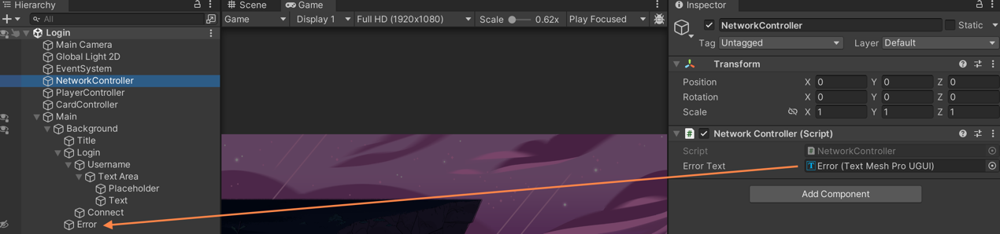 Hierarchy
All
Login
Main Camera
Global Light 2D
EventSystem
NetworkController
PlayerController
CardController
Main
Background
Title
Login
Username
Text Area
Placeholder
Text
Connect
Error
Scene
Game
Game
Display 1
Full HD (1920x1080)
Scale 0.62x
Play Focused
Inspector
NetworkController
Static
Tag Untagged Layer Default
Transform
Position X 0 Y 0 Z 0
Rotation X 0 Y 0 Z 0
Scale X 1 Y 1 Z 1
# Network Controller (Script)
Script NetworkController
Error Text T Error (Text Mesh Pro UGUI)
Add Component